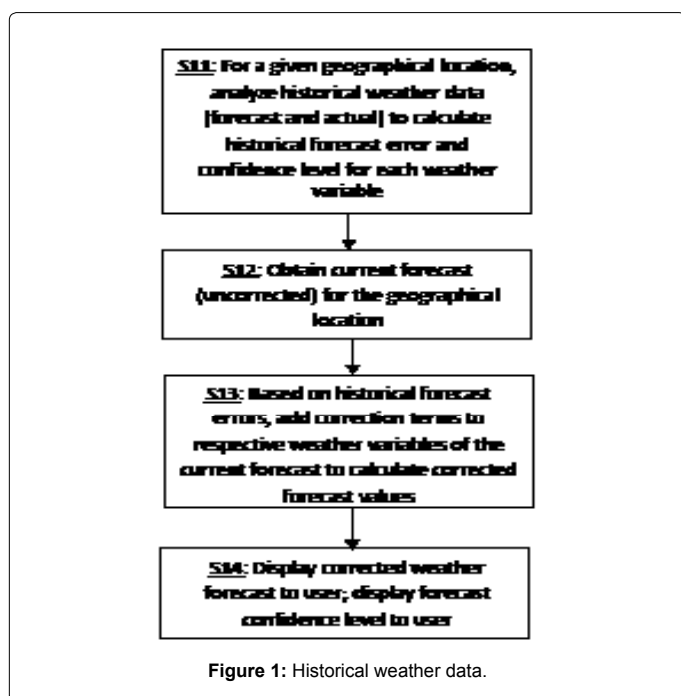 S11: For a given geographical location,
analyze historical weather data
(forecast and actual) to calculate
historical forecast error and
confidence level for each weather
variable
S12: Obtain current forecast
(uncorrected) for the geographical
location
S13: Based on historical forecast
errors, add correction terms to
respective weather variables of the
current forecast to calculate corrected
forecast values
S14: Display corrected weather
forecast to user; display forecast
confidence level to user
Figure 1: Historical weather data.